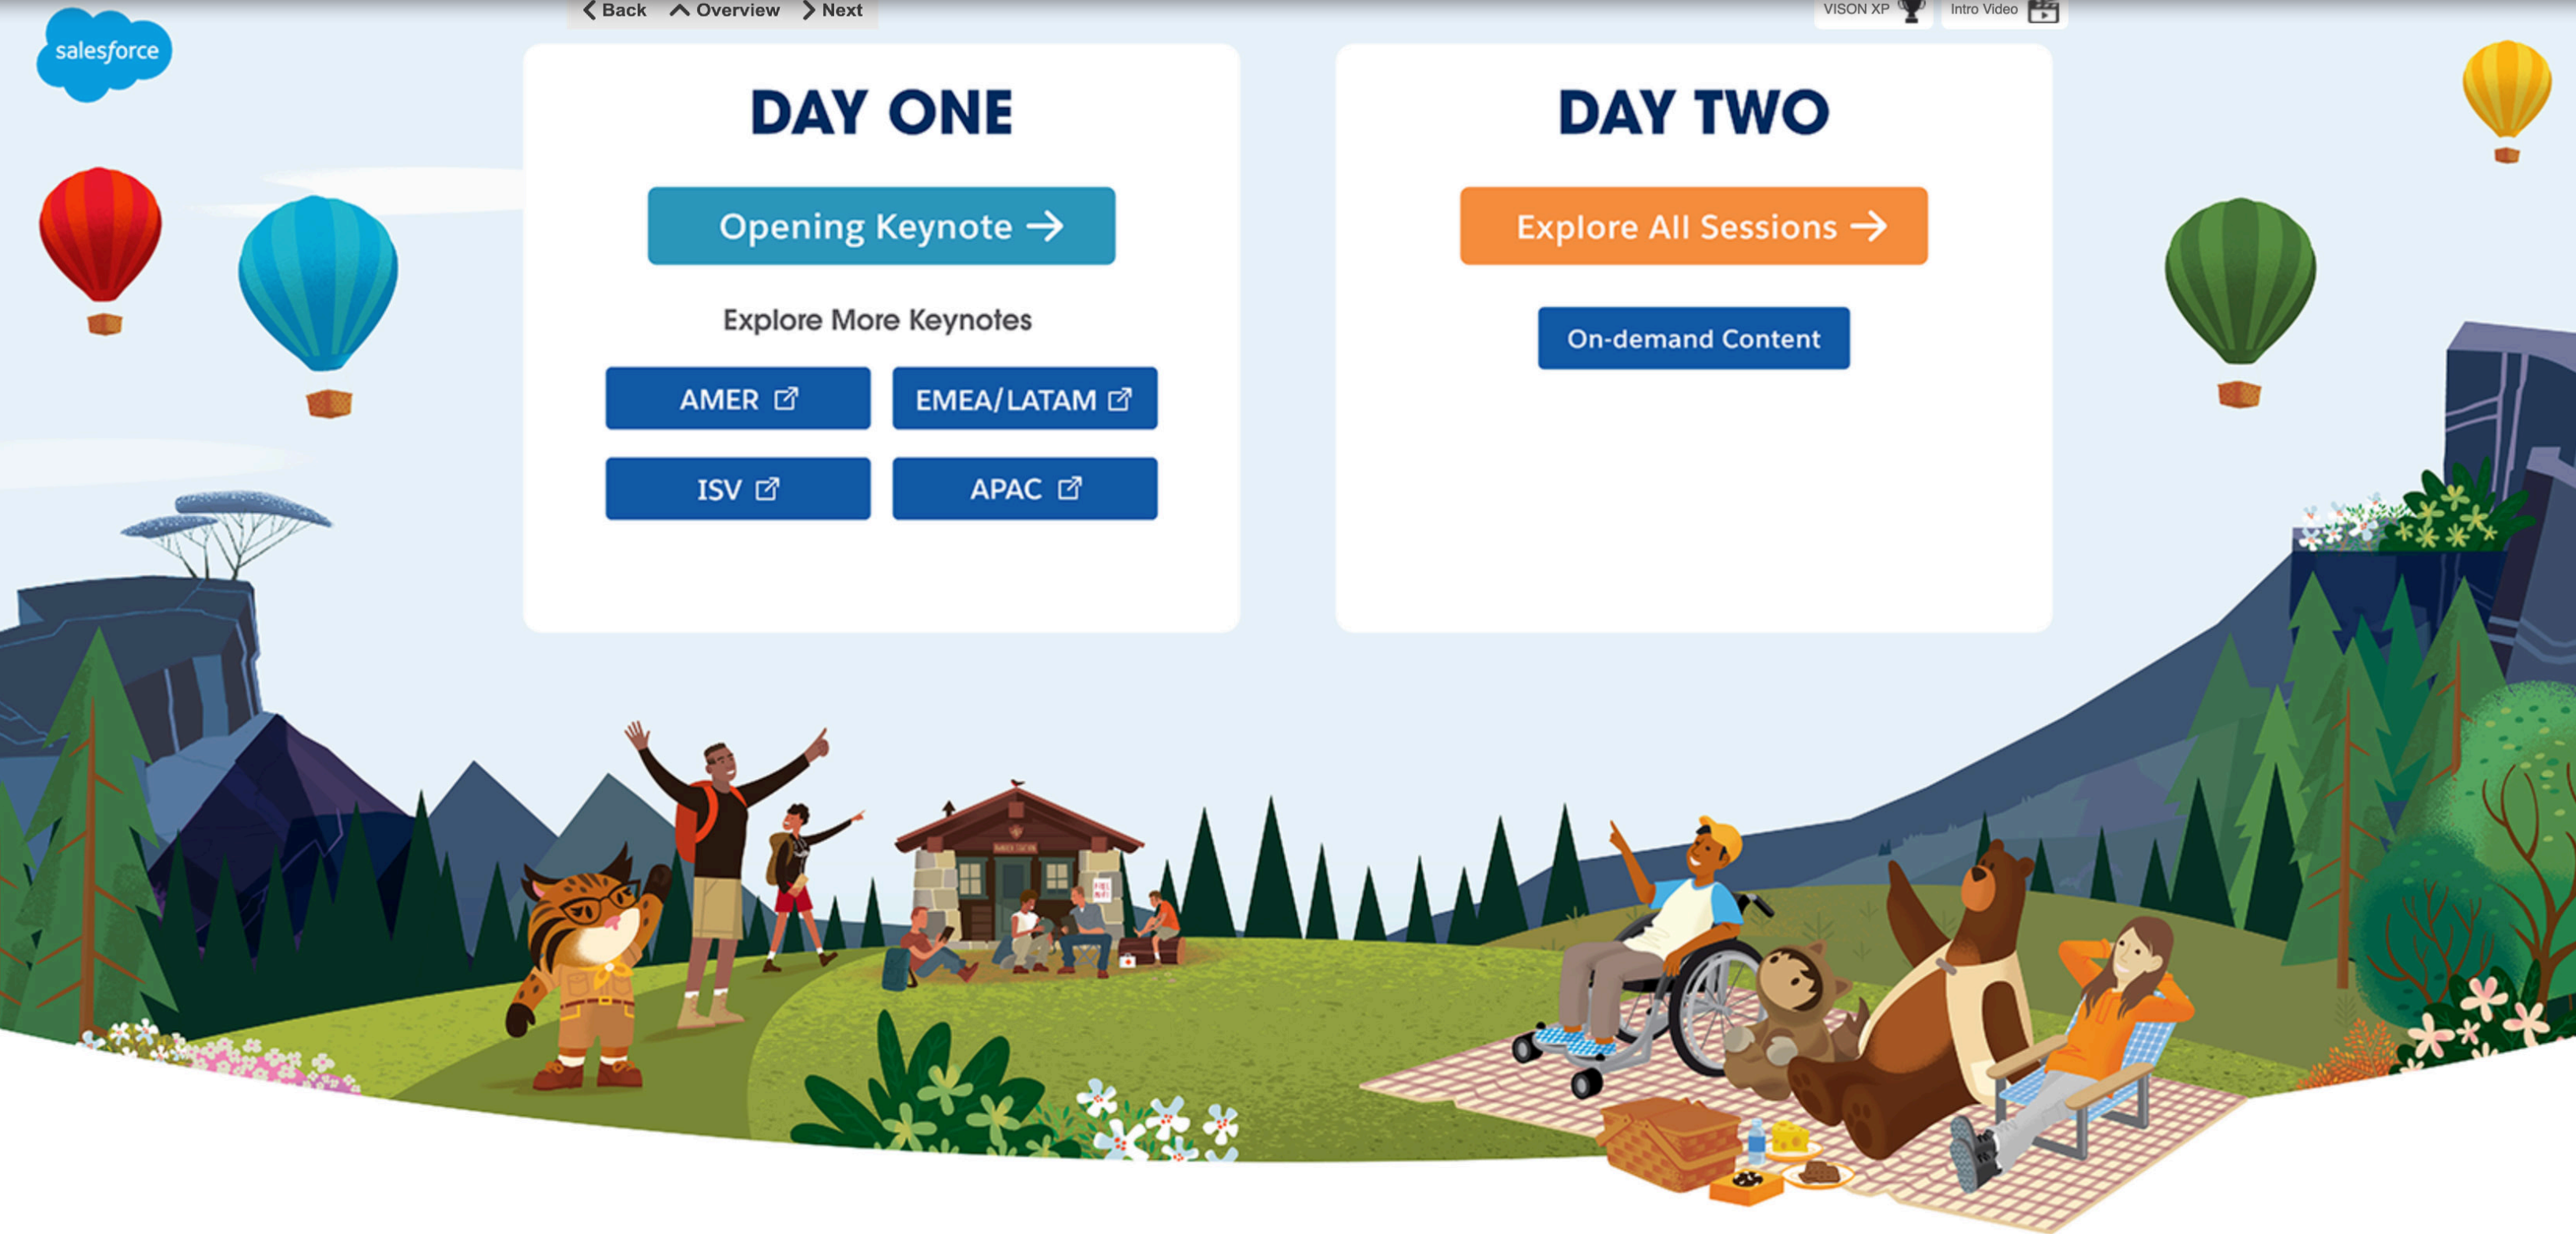 Back Overview Next
VISON XP
Intro Video
salesforce
DAY ONE
Opening Keynote →
Explore More Keynotes
AMER
EMEA/LATAM
ISV
APAC
DAY TWO
Explore All Sessions →
On-demand Content